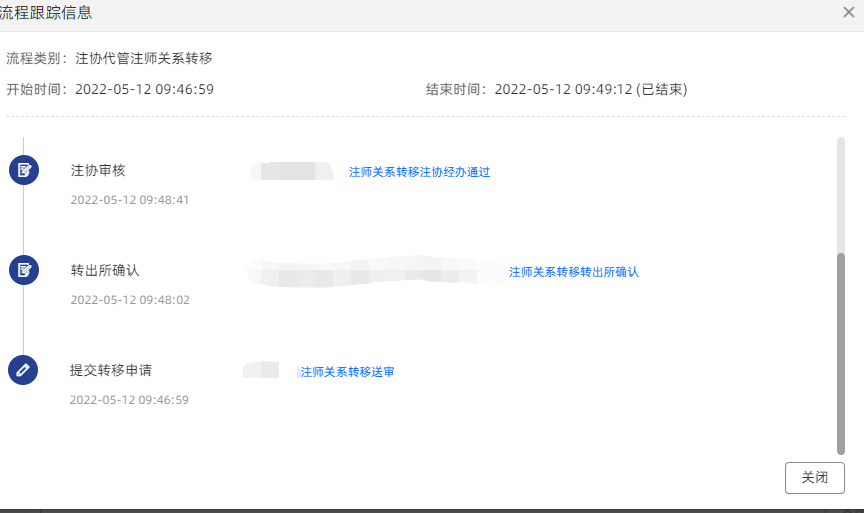 流程跟踪信息
流程类别：注协代管注师关系转移
开始时间：2022-05-12 09:46:59 结束时间：2022-05-12 09:49:12 (已结束)
注协审核 注师关系转移注协经办通过
2022-05-12 09:48:41
转出所确认 注师关系转移转出所确认
2022-05-12 09:48:02
提交转移申请 注师关系转移送审
2022-05-12 09:46:59
关闭